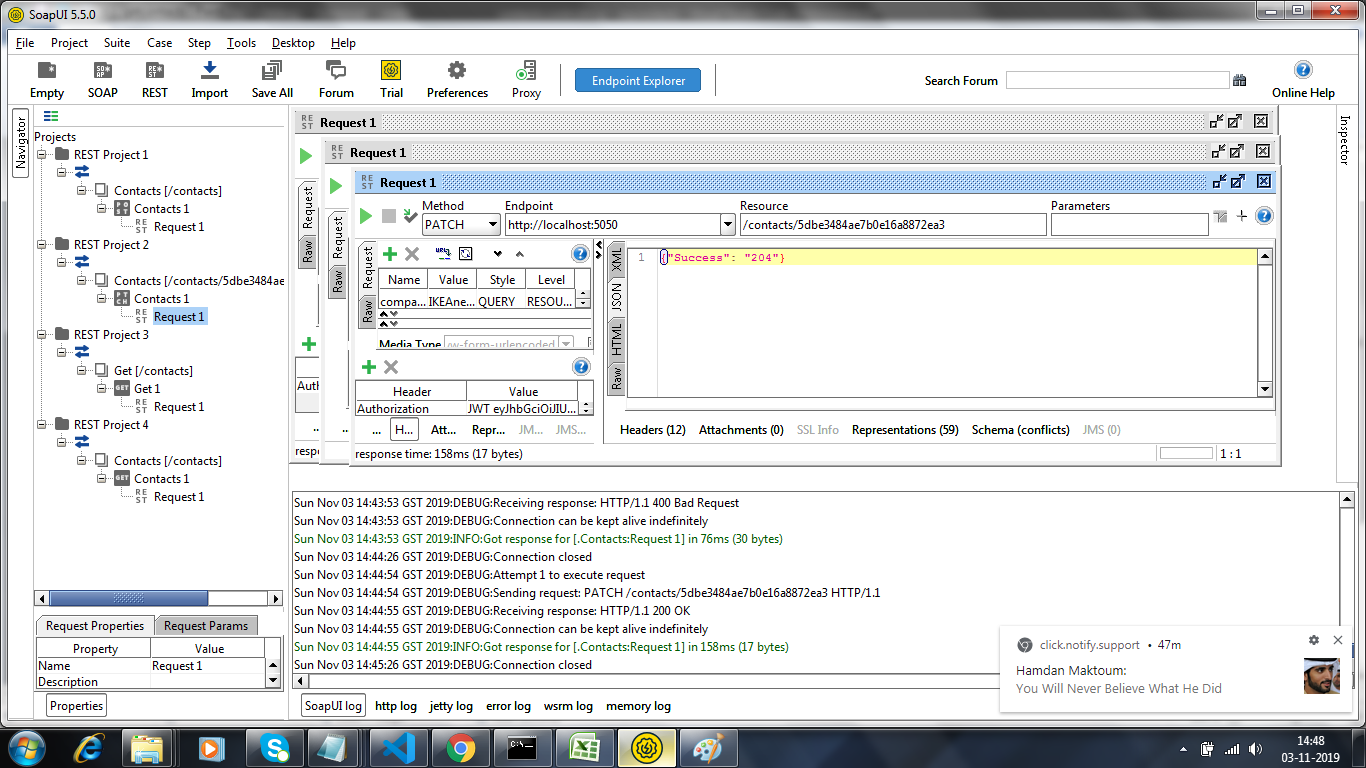 SoapUI 5.5.0
File Project Suite Case Step Tools Desktop Help
Empty SOAP REST Import Save All Forum Trial Preferences Proxy Endpoint Explorer Search Forum Online Help
Navigator
Projects
REST Project 1
Contacts [/contacts]
Contacts 1
Request 1
REST Project 2
Contacts [/contacts/5dbe3484ae
Contacts 1
Request 1
REST Project 3
Get [/contacts]
Get 1
Request 1
REST Project 4
Contacts [/contacts]
Contacts 1
Request 1
Request Properties Request Params
Property Value
Name Request 1
Description
Properties
Request 1
Request 1
Request 1
Request Raw
Request Raw
Auth
respo
Method Endpoint Resource Parameters
PATCH http://localhost:5050 /contacts/5dbe3484ae7b0e16a8872ea3
Request Raw
Name Value Style Level
compa... IKEAne... QUERY RESOU...
Media Type w-form-urlencoded
Header Value
Authorization JWT eyJhbGciOiJIU...
... H... Att... Repr... JM... JMS...
XML JSON HTML Raw
1 {"Success": "204"}
Headers (12) Attachments (0) SSL Info Representations (59) Schema (conflicts) JMS (0)
response time: 158ms (17 bytes) 1 : 1
Inspector
Sun Nov 03 14:43:53 GST 2019:DEBUG:Receiving response: HTTP/1.1 400 Bad Request
Sun Nov 03 14:43:53 GST 2019:DEBUG:Connection can be kept alive indefinitely
Sun Nov 03 14:43:53 GST 2019:INFO:Got response for [.Contacts:Request 1] in 76ms (30 bytes)
Sun Nov 03 14:44:26 GST 2019:DEBUG:Connection closed
Sun Nov 03 14:44:54 GST 2019:DEBUG:Attempt 1 to execute request
Sun Nov 03 14:44:54 GST 2019:DEBUG:Sending request: PATCH /contacts/5dbe3484ae7b0e16a8872ea3 HTTP/1.1
Sun Nov 03 14:44:55 GST 2019:DEBUG:Receiving response: HTTP/1.1 200 OK
Sun Nov 03 14:44:55 GST 2019:DEBUG:Connection can be kept alive indefinitely
Sun Nov 03 14:44:55 GST 2019:INFO:Got response for [.Contacts:Request 1] in 158ms (17 bytes)
Sun Nov 03 14:45:26 GST 2019:DEBUG:Connection closed
SoapUI log http log jetty log error log wsrm log memory log
click.notify.support • 47m
Hamdan Maktoum:
You Will Never Believe What He Did
14:48
03-11-2019